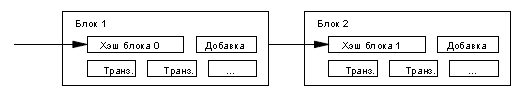 Блок 1
Хэш блока 0 Добавка
Транз. Транз. ...
Блок 2
Хэш блока 1 Добавка
Транз. Транз. ...